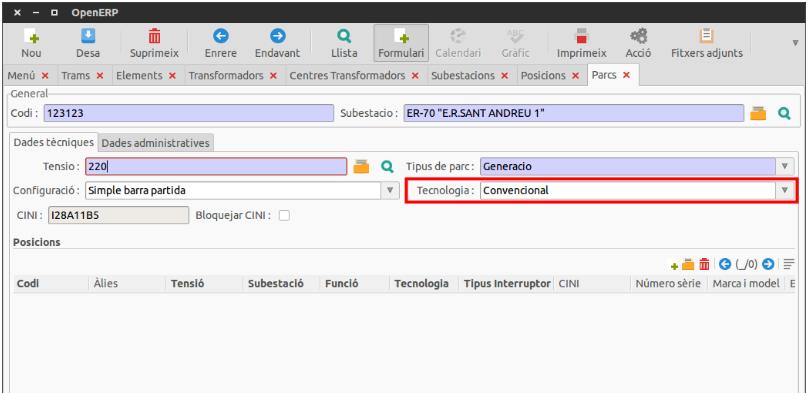 OpenERP
Nou Desa Suprimeix Enrere Endavant Llista Formulari Calendari Gràfic Imprimeix Acció Fitxers adjunts
Menú Trams Elements Transformadors Centres Transformadors Subestacions Posicions Parcs
General
Codi : 123123 Subestacio : ER-70 "E.R.SANT ANDREU 1"
Dades tècniques Dades administratives
Tensio : 220 Tipus de parc : Generacio
Configuració : Simple barra partida Tecnologia : Convencional
CINI : I28A11B5 Bloquejar CINI :
Posicions
(_/0)
Codi Àlies Tensió Subestació Funció Tecnologia Tipus Interruptor CINI Número sèrie Marca i model E